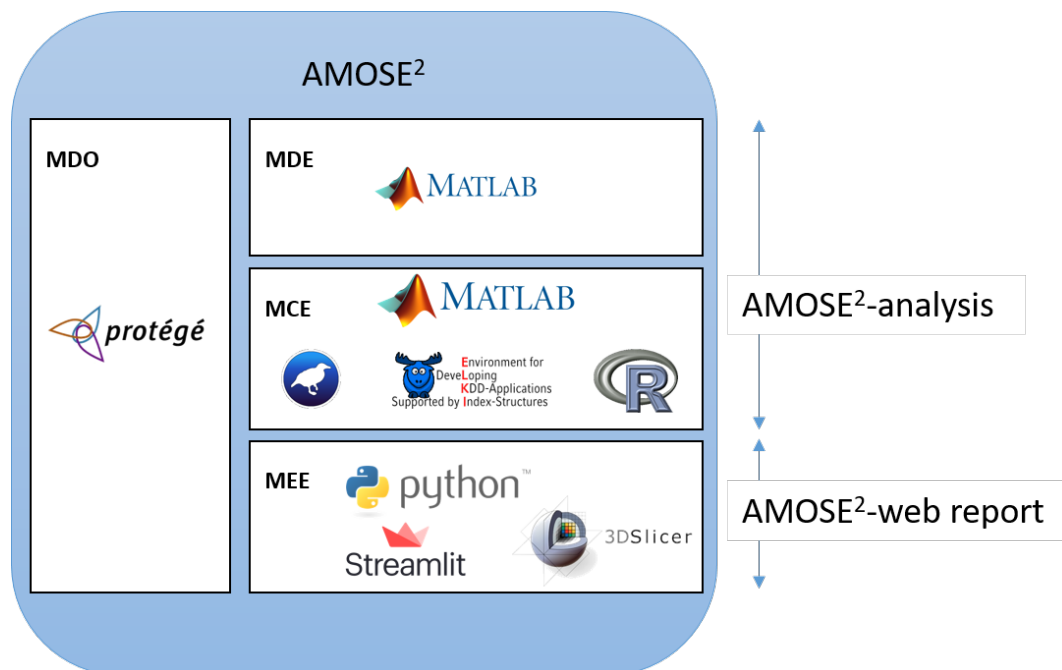 AMOSE²
MDO
protégé
MDE
MATLAB
MCE
MATLAB
Environment for
DeveLoping
KDD-Applications
Supported by Index-Structures
R
MEE
python™
Streamlit
3DSlicer
AMOSE²-analysis
AMOSE²-web report